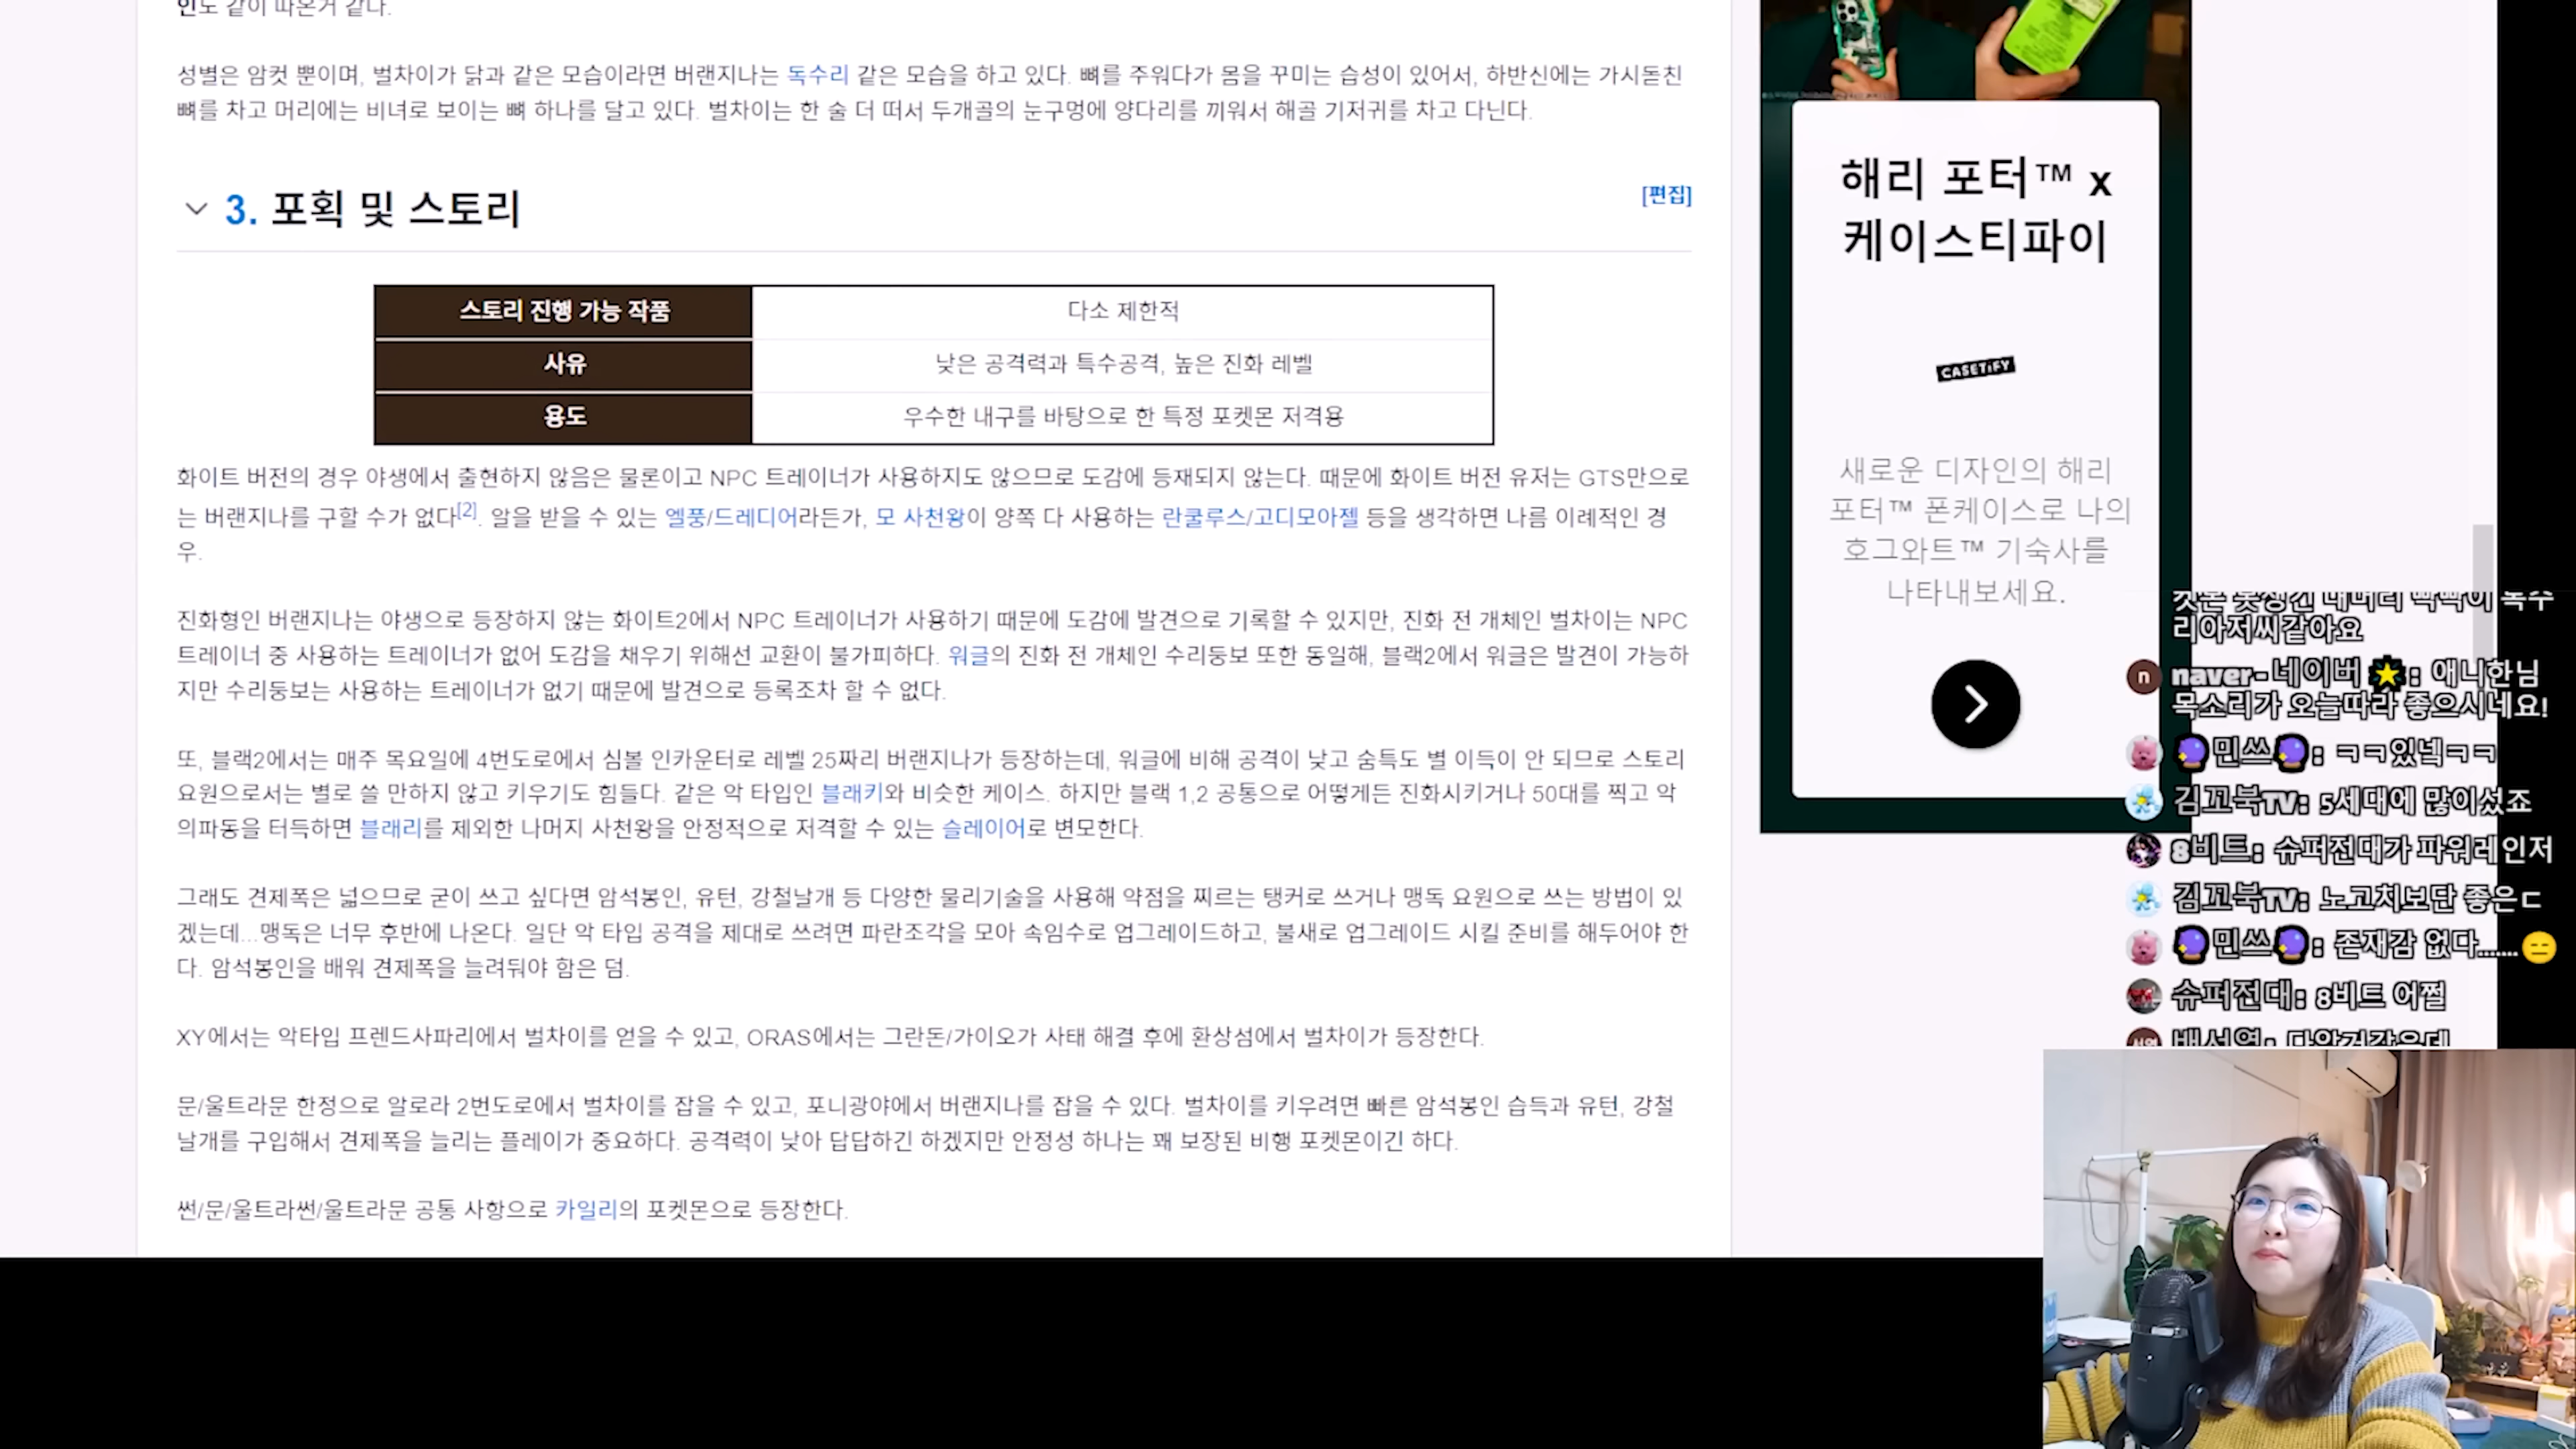 인도 같이 따온거 같다.
성별은 암컷 뿐이며, 벌차이가 닭과 같은 모습이라면 버랜지나는 독수리 같은 모습을 하고 있다. 뼈를 주워다가 몸을 꾸미는 습성이 있어서, 하반신에는 가시돋친
뼈를 차고 머리에는 비녀로 보이는 뼈 하나를 달고 있다. 벌차이는 한 술 더 떠서 두개골의 눈구멍에 양다리를 끼워서 해골 기저귀를 차고 다닌다.
3. 포획 및 스토리
[편집]
스토리 진행 가능 작품 다소 제한적
사유 낮은 공격력과 특수공격, 높은 진화 레벨
용도 우수한 내구를 바탕으로 한 특정 포켓몬 저격용
화이트 버전의 경우 야생에서 출현하지 않음은 물론이고 NPC 트레이너가 사용하지도 않으므로 도감에 등재되지 않는다. 때문에 화이트 버전 유저는 GTS만으로
는 버랜지나를 구할 수가 없다[2]. 알을 받을 수 있는 엘풍/드레디어라든가, 모 사천왕이 양쪽 다 사용하는 란쿨루스/고디모아젤 등을 생각하면 나름 이례적인 경
우.
진화형인 버랜지나는 야생으로 등장하지 않는 화이트2에서 NPC 트레이너가 사용하기 때문에 도감에 발견으로 기록할 수 있지만, 진화 전 개체인 벌차이는 NPC
트레이너 중 사용하는 트레이너가 없어 도감을 채우기 위해선 교환이 불가피하다. 워글의 진화 전 개체인 수리둥보 또한 동일해, 블랙2에서 워글은 발견이 가능하
지만 수리둥보는 사용하는 트레이너가 없기 때문에 발견으로 등록조차 할 수 없다.
또, 블랙2에서는 매주 목요일에 4번도로에서 심볼 인카운터로 레벨 25짜리 버랜지나가 등장하는데, 워글에 비해 공격이 낮고 숨특도 별 이득이 안 되므로 스토리
요원으로서는 별로 쓸 만하지 않고 키우기도 힘들다. 같은 악 타입인 블래키와 비슷한 케이스. 하지만 블랙 1,2 공통으로 어떻게든 진화시키거나 50대를 찍고 악
의파동을 터득하면 블래리를 제외한 나머지 사천왕을 안정적으로 저격할 수 있는 슬레이어로 변모한다.
그래도 견제폭은 넓으므로 굳이 쓰고 싶다면 암석봉인, 유턴, 강철날개 등 다양한 물리기술을 사용해 약점을 찌르는 탱커로 쓰거나 맹독 요원으로 쓰는 방법이 있
겠는데...맹독은 너무 후반에 나온다. 일단 악 타입 공격을 제대로 쓰려면 파란조각을 모아 속임수로 업그레이드하고, 불새로 업그레이드 시킬 준비를 해두어야 한
다. 암석봉인을 배워 견제폭을 늘려둬야 함은 덤.
XY에서는 악타입 프렌드사파리에서 벌차이를 얻을 수 있고, ORAS에서는 그란돈/가이오가 사태 해결 후에 환상섬에서 벌차이가 등장한다.
문/울트라문 한정으로 알로라 2번도로에서 벌차이를 잡을 수 있고, 포니광야에서 버랜지나를 잡을 수 있다. 벌차이를 키우려면 빠른 암석봉인 습득과 유턴, 강철
날개를 구입해서 견제폭을 늘리는 플레이가 중요하다. 공격력이 낮아 답답하긴 하겠지만 안정성 하나는 꽤 보장된 비행 포켓몬이긴 하다.
썬/문/울트라썬/울트라문 공통 사항으로 카일리의 포켓몬으로 등장한다.
해리 포터™ x
케이스티파이
CASETiFY
새로운 디자인의 해리
포터™ 폰케이스로 나의
호그와트™ 기숙사를
나타내보세요.
리아저씨같아요
n naver-네이버: 애니한님
목소리가 오늘따라 좋으시네요!
민쓰: ㅋㅋ있넼ㅋㅋ
김꼬북TV: 5세대에 많이섰죠
8비트: 슈퍼전대가 파워레인저
김꼬북TV: 노고치보단 좋은ㄷ
민쓰: 존재감 없다......
슈퍼전대: 8비트 어쩔
배서영: 다알거같은데